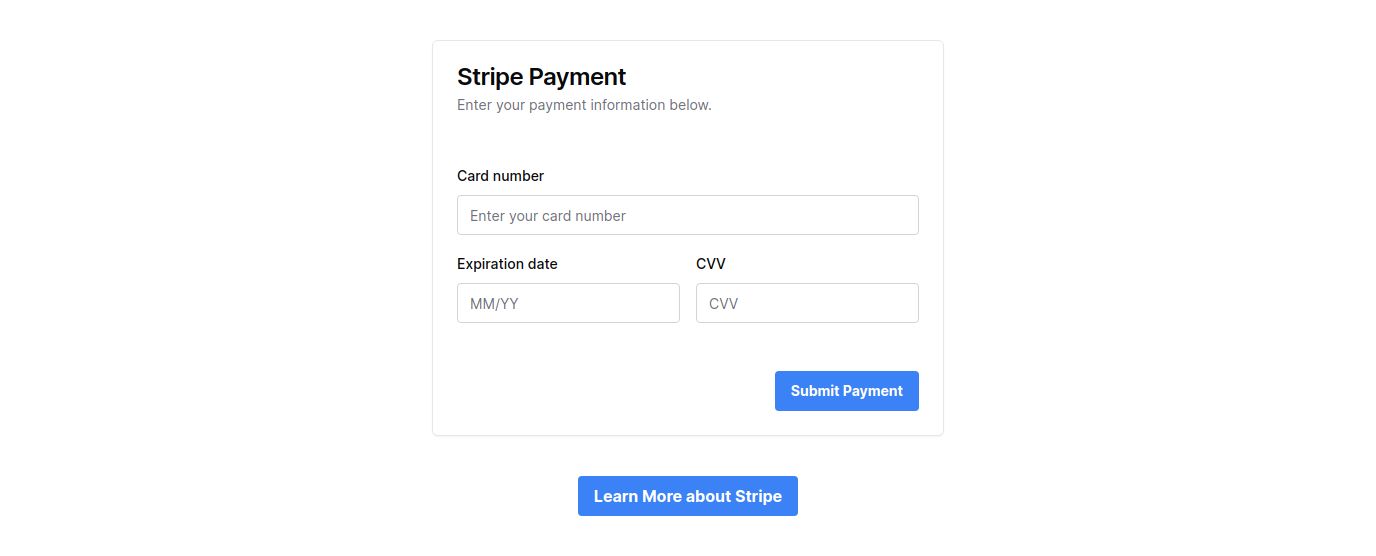 Stripe Payment
Enter your payment information below.
Card number
Enter your card number
Expiration date
CVV
MM/YY
CVV
Submit Payment
Learn More about Stripe